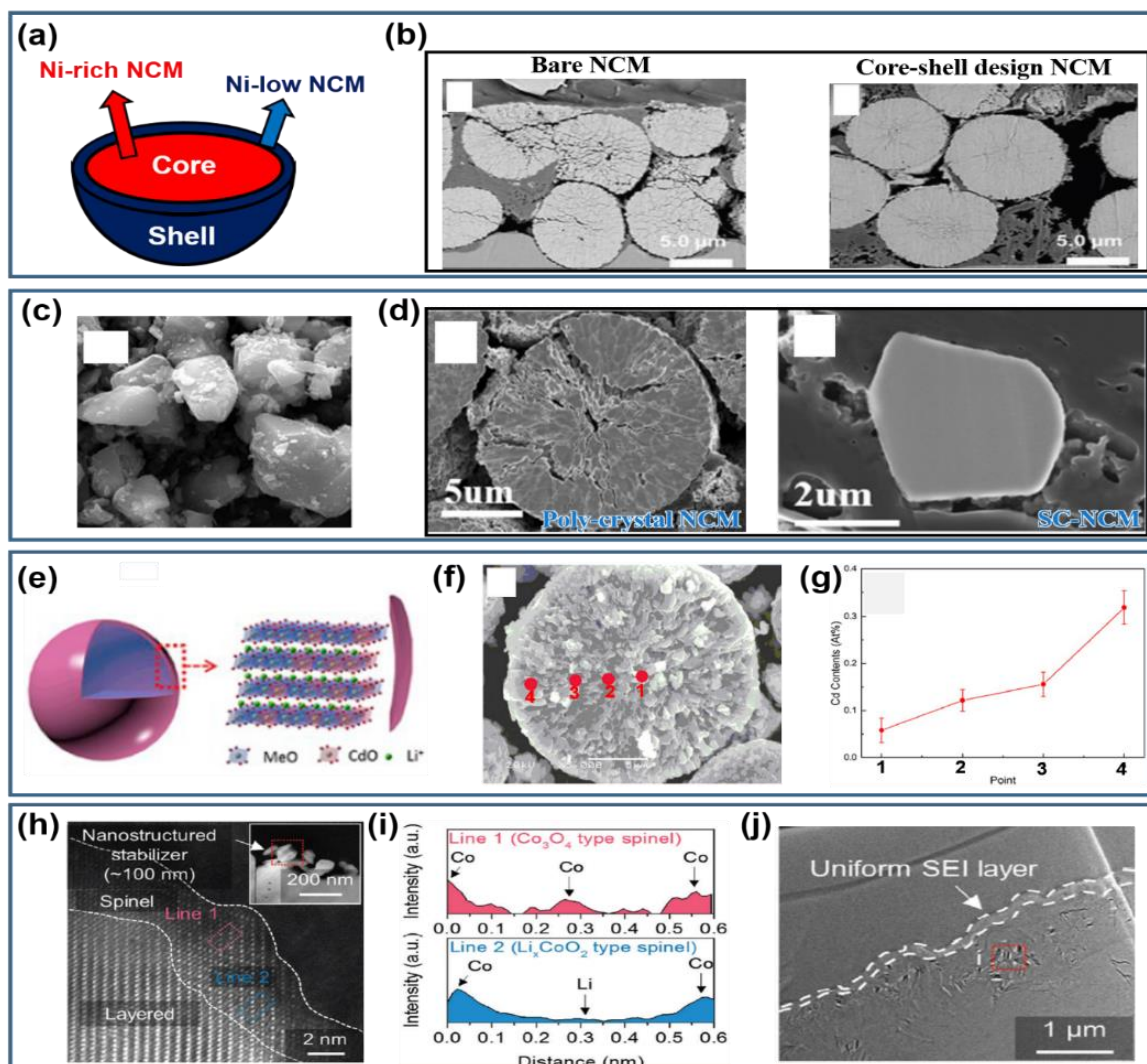 (a)
Ni-rich NCM
Ni-low NCM
Core
Shell
(b)
Bare NCM
Core-shell design NCM
5.0 µm
5.0 µm
(c)
(d)
5um
Poly-crystal NCM
2um
SC-NCM
(e)
MeO CdO Li⁺
(f)
4 3 2 1
(g)
Cd Contents (At%)
0.4
0.3
0.2
0.1
0.0
1 2 3 4
Point
(h)
Nanostructured
stabilizer
(~100 nm)
200 nm
Spinel
Line 1
Line 2
Layered
2 nm
(i)
Intensity (a.u.)
Line 1 (Co₃O₄ type spinel)
Co
Co
Co
0.0 0.1 0.2 0.3 0.4 0.5 0.6
Intensity (a.u.)
Line 2 (LiₓCoO₂ type spinel)
Co
Li
Co
0.0 0.1 0.2 0.3 0.4 0.5 0.6
Distance (nm)
(j)
Uniform SEI layer
1 µm